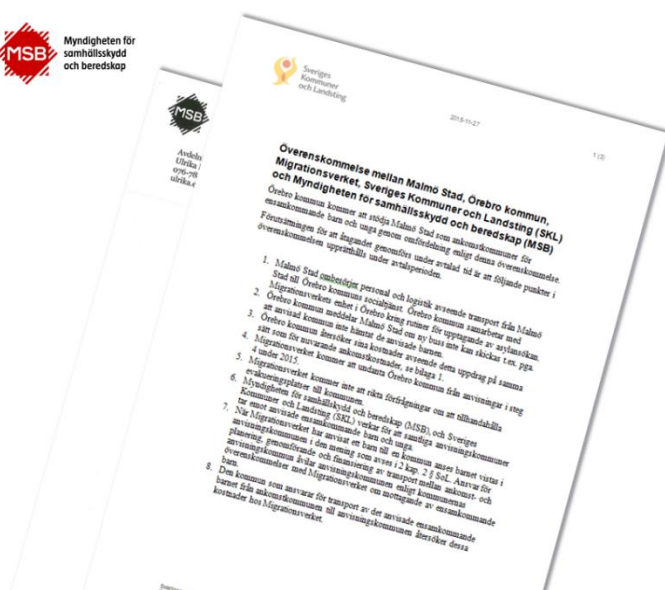 MSB
Myndigheten för
samhällsskydd
och beredskap
MSB
Avdeln
Ulrika
076-78
ulrika.c
Sveriges
Kommuner
och Landsting
2015-11-27
1 (3)
Överenskommelse mellan Malmö Stad, Örebro kommun,
Migrationsverket, Sveriges Kommuner och Landsting (SKL)
och Myndigheten för samhällsskydd och beredskap (MSB)
Örebro kommun kommer att stödja Malmö Stad som ankomstkommuner för
ensamkommande barn och unga genom omfördelning enligt denna överenskommelse.
Förutsättningen för att åtagandet genomförs under avtalad tid är att följande punkter i
överenskommelsen upprätthålls under avtalsperioden.
1. Malmö Stad ombesörjer personal och logistik avseende transport från Malmö
Stad till Örebro kommuns socialtjänst. Örebro kommun samarbetar med
Migrationsverkets enhet i Örebro kring rutiner för upptagande av asylansökan.
2. Örebro kommun meddelar Malmö Stad om ny buss inte kan skickas t.ex. pga.
att anvisad kommun inte hämtat de anvisade barnen.
3. Örebro kommun återsöker sina kostnader avseende detta uppdrag på samma
sätt som för nuvarande ankomstkostnader, se bilaga 1.
4. Migrationsverket kommer att undanta Örebro kommun från anvisningar i steg
4 under 2015.
5. Migrationsverket kommer inte att rikta förfrågningar om att tillhandahålla
evakueringsplatser till kommunen.
6. Myndigheten för samhällsskydd och beredskap (MSB), och Sveriges
Kommuner och Landsting (SKL) verkar för att samtliga anvisningskommuner
tar emot anvisade ensamkommande barn och unga.
7. När Migrationsverket har anvisat ett barn till en kommun anses barnet vistas i
anvisningskommunen i den mening som avses i 2 kap. 2 § SoL. Ansvar för
planering, genomförande och finansiering av transport mellan ankomst- och
anvisningskommun åvilar anvisningskommunen enligt kommunernas
överenskommelser med Migrationsverket om mottagande av ensamkommande
barn.
8. Den kommun som ansvarar för transport av det anvisade ensamkommande
barnet från ankomstkommunen till anvisningskommunen återsöker dessa
kostnader hos Migrationsverket.